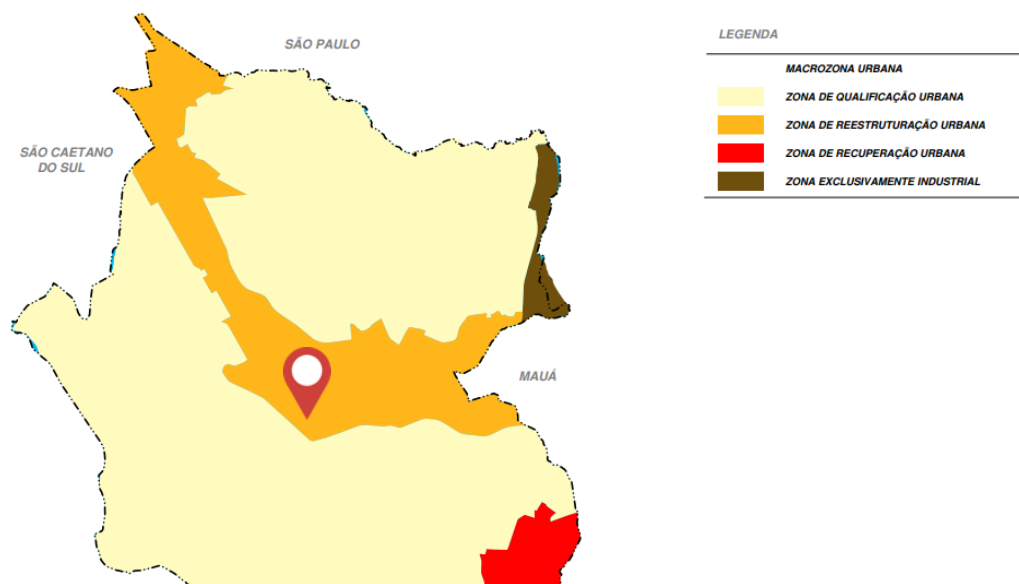 SÃO PAULO
SÃO CAETANO
DO SUL
MAUÁ
LEGENDA
MACROZONA URBANA
ZONA DE QUALIFICAÇÃO URBANA
ZONA DE REESTRUTURAÇÃO URBANA
ZONA DE RECUPERAÇÃO URBANA
ZONA EXCLUSIVAMENTE INDUSTRIAL